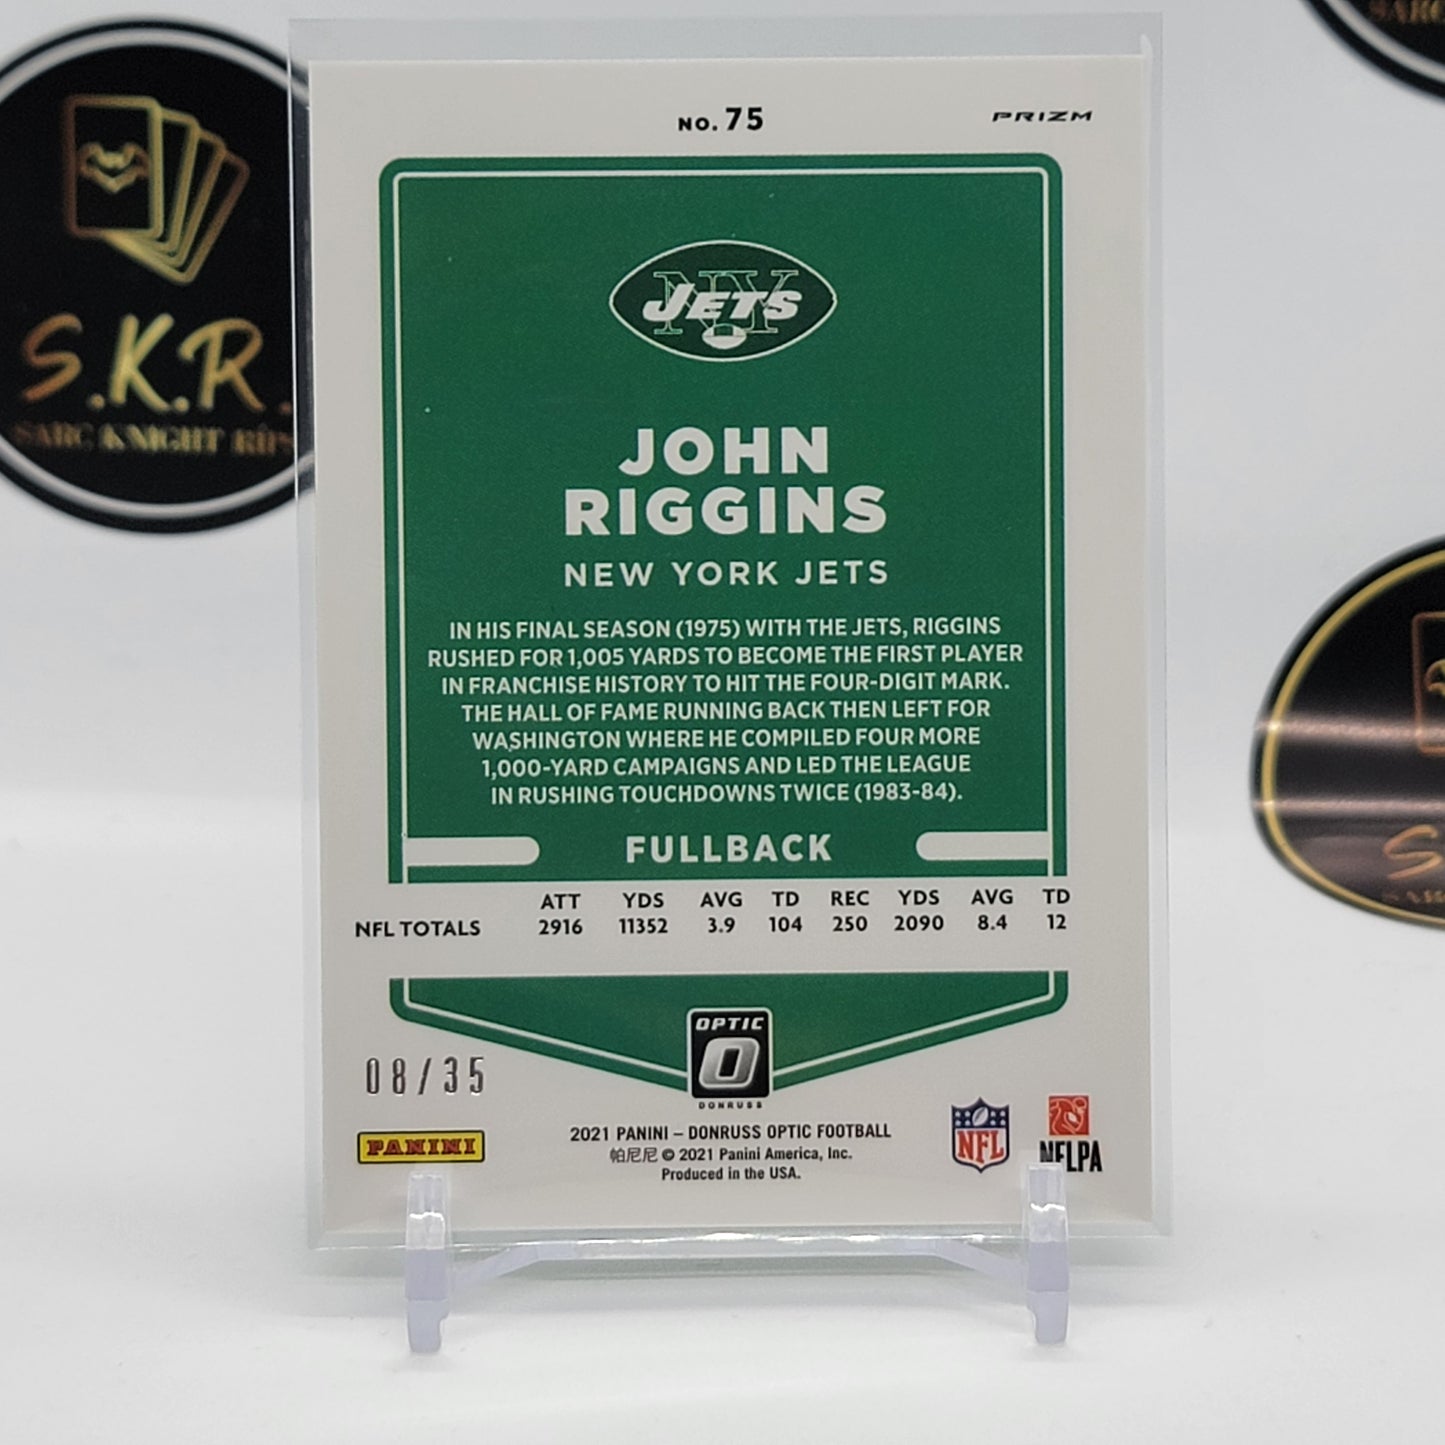 SARC
NO. 75
PRIZM
NY
JETS
S.K.R.
SARC KNIGHT RIPS
JOHN
RIGGINS
NEW YORK JETS
IN HIS FINAL SEASON (1975) WITH THE JETS, RIGGINS
RUSHED FOR 1,005 YARDS TO BECOME THE FIRST PLAYER
IN FRANCHISE HISTORY TO HIT THE FOUR-DIGIT MARK.
THE HALL OF FAME RUNNING BACK THEN LEFT FOR
WASHINGTON WHERE HE COMPILED FOUR MORE
1,000-YARD CAMPAIGNS AND LED THE LEAGUE
IN RUSHING TOUCHDOWNS TWICE (1983-84).
FULLBACK
ATT YDS AVG TD REC YDS AVG TD
NFL TOTALS 2916 11352 3.9 104 250 2090 8.4 12
OPTIC
O
DONRUSS
08/35
PANINI
2021 PANINI – DONRUSS OPTIC FOOTBALL
帕尼尼 © 2021 Panini America, Inc.
Produced in the USA.
NFL
NFLPA
S